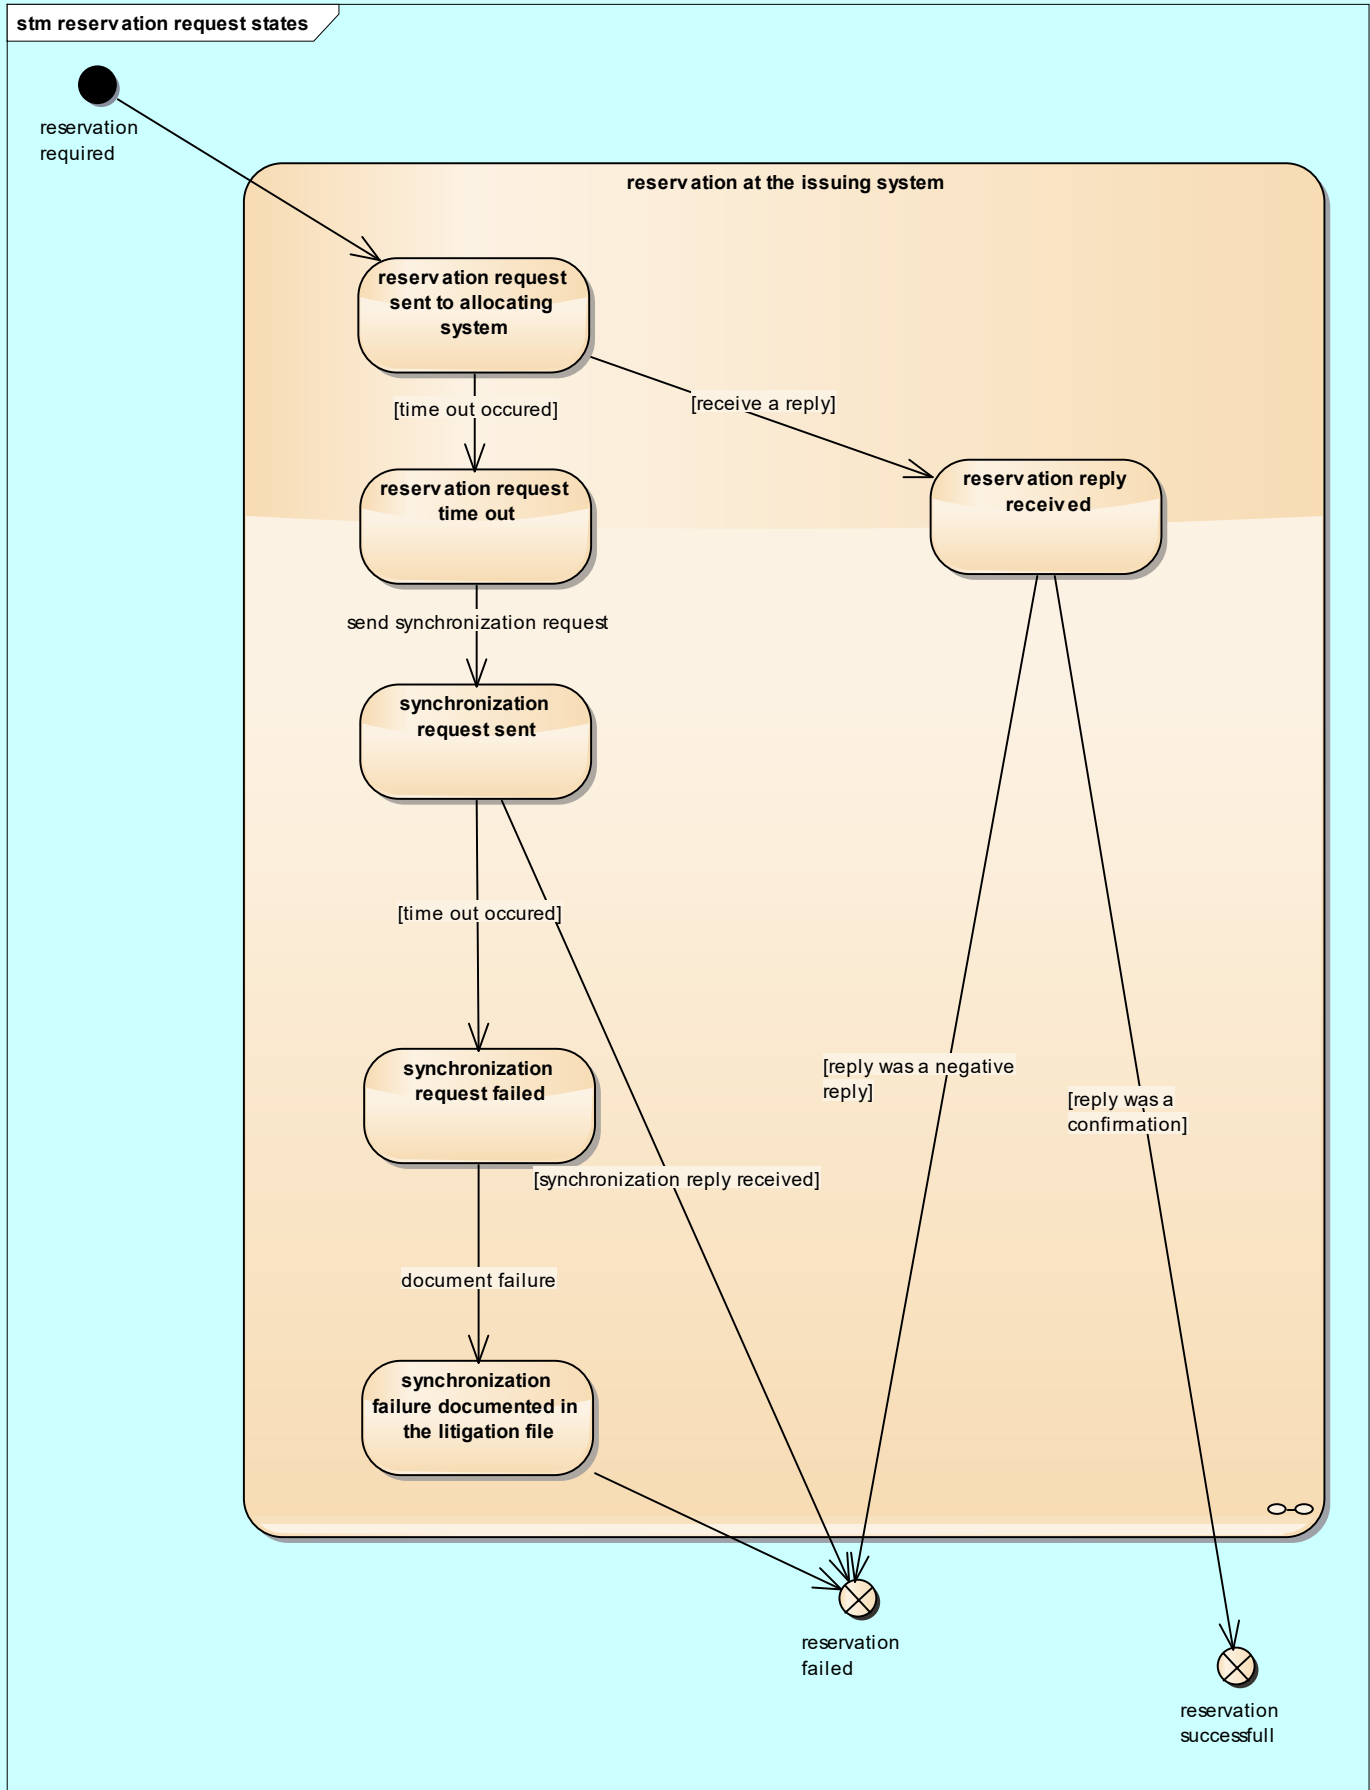 stm reservation request states
reservation
required
reservation at the issuing system
reservation request
sent to allocating
system
[time out occured]
[receive a reply]
reservation request
time out
reservation reply
received
send synchronization request
synchronization
request sent
[time out occured]
synchronization
request failed
[reply was a negative
reply]
[reply was a
confirmation]
[synchronization reply received]
document failure
synchronization
failure documented in
the litigation file
reservation
failed
reservation
successfull